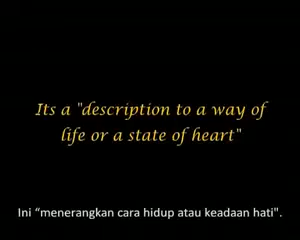 Its a "description to a way of
life or a state of heart"
Ini “menerangkan cara hidup atau keadaan hati".